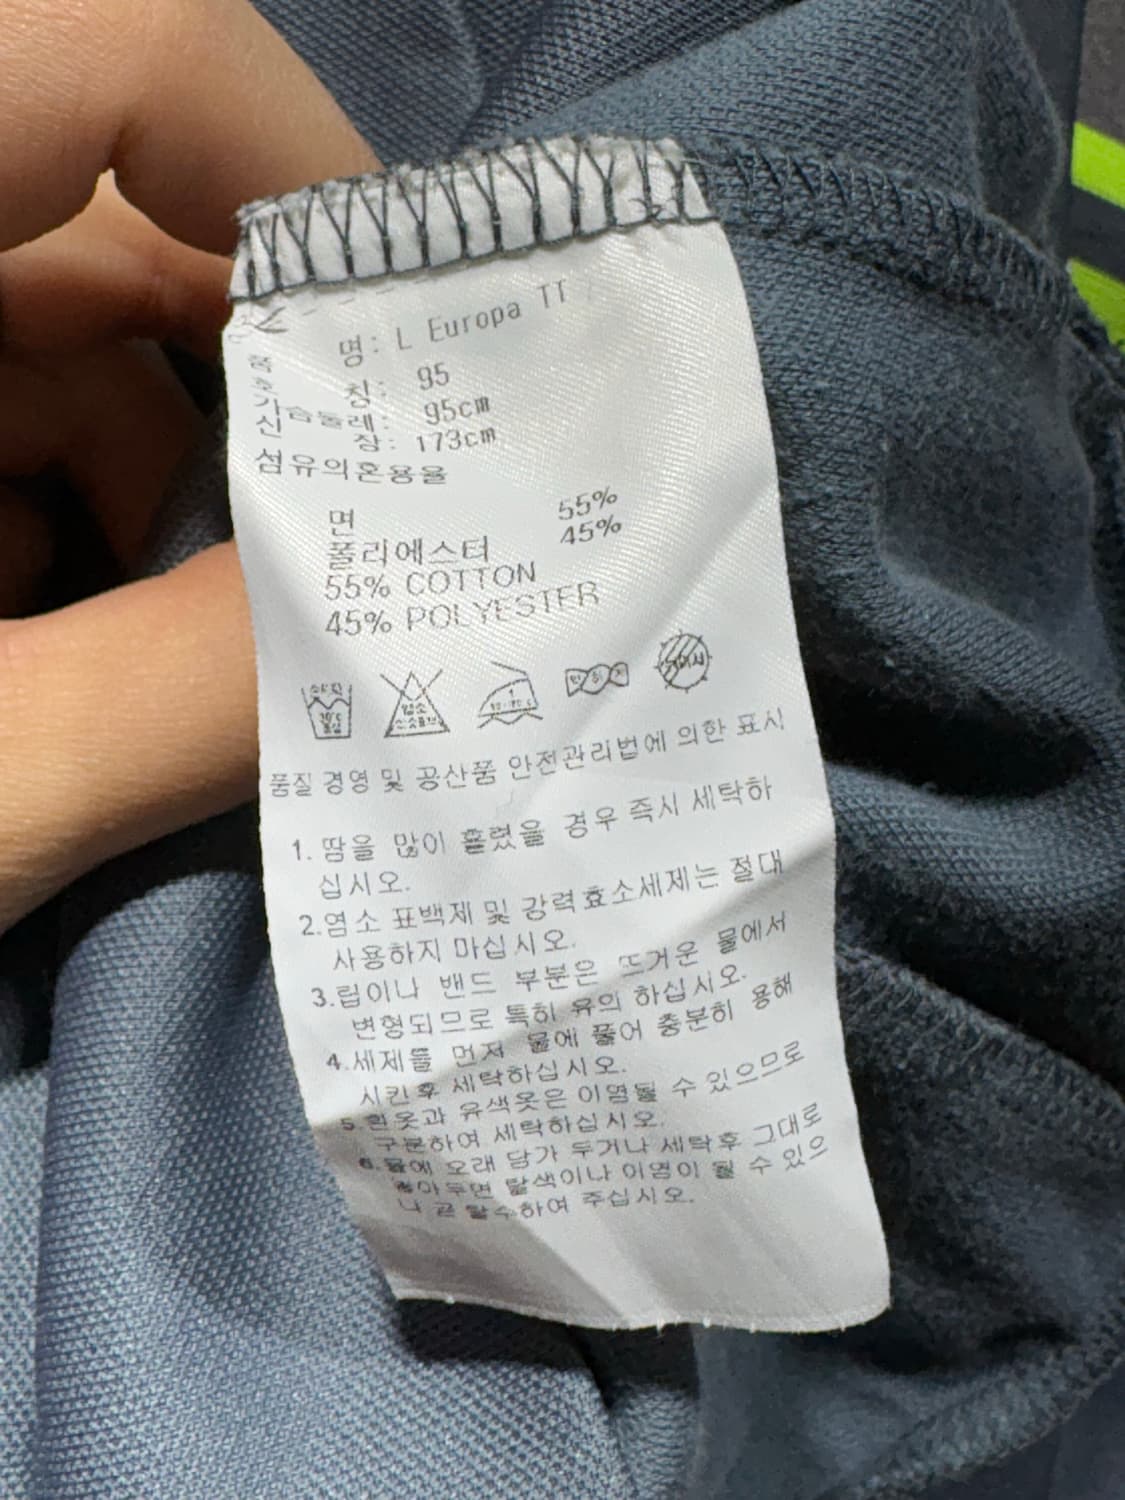 품 명: L Europa TT
호 칭: 95
가슴둘레: 95cm
신 장: 173cm
섬유의혼용율
면 55%
폴리에스터 45%
55% COTTON
45% POLYESTER
염소
품질 경영 및 공산품 안전관리법에 의한 표시
1. 땀을 많이 흘렸을 경우 즉시 세탁하
십시오.
2.염소 표백제 및 강력효소세제는 절대
사용하지 마십시오.
3.립이나 밴드 부분은 뜨거운 물에서
변형되므로 특히 유의 하십시오.
4.세제를 먼저 물에 풀어 충분히 용해
시킨후 세탁하십시오.
5.흰옷과 유색옷은 이염될 수 있으므로
구분하여 세탁하십시오.
6.물에 오래 담가 두거나 세탁후 그대로
놓아두면 탈색이나 이염이 될 수 있으
니 곧 탈수하여 주십시오.